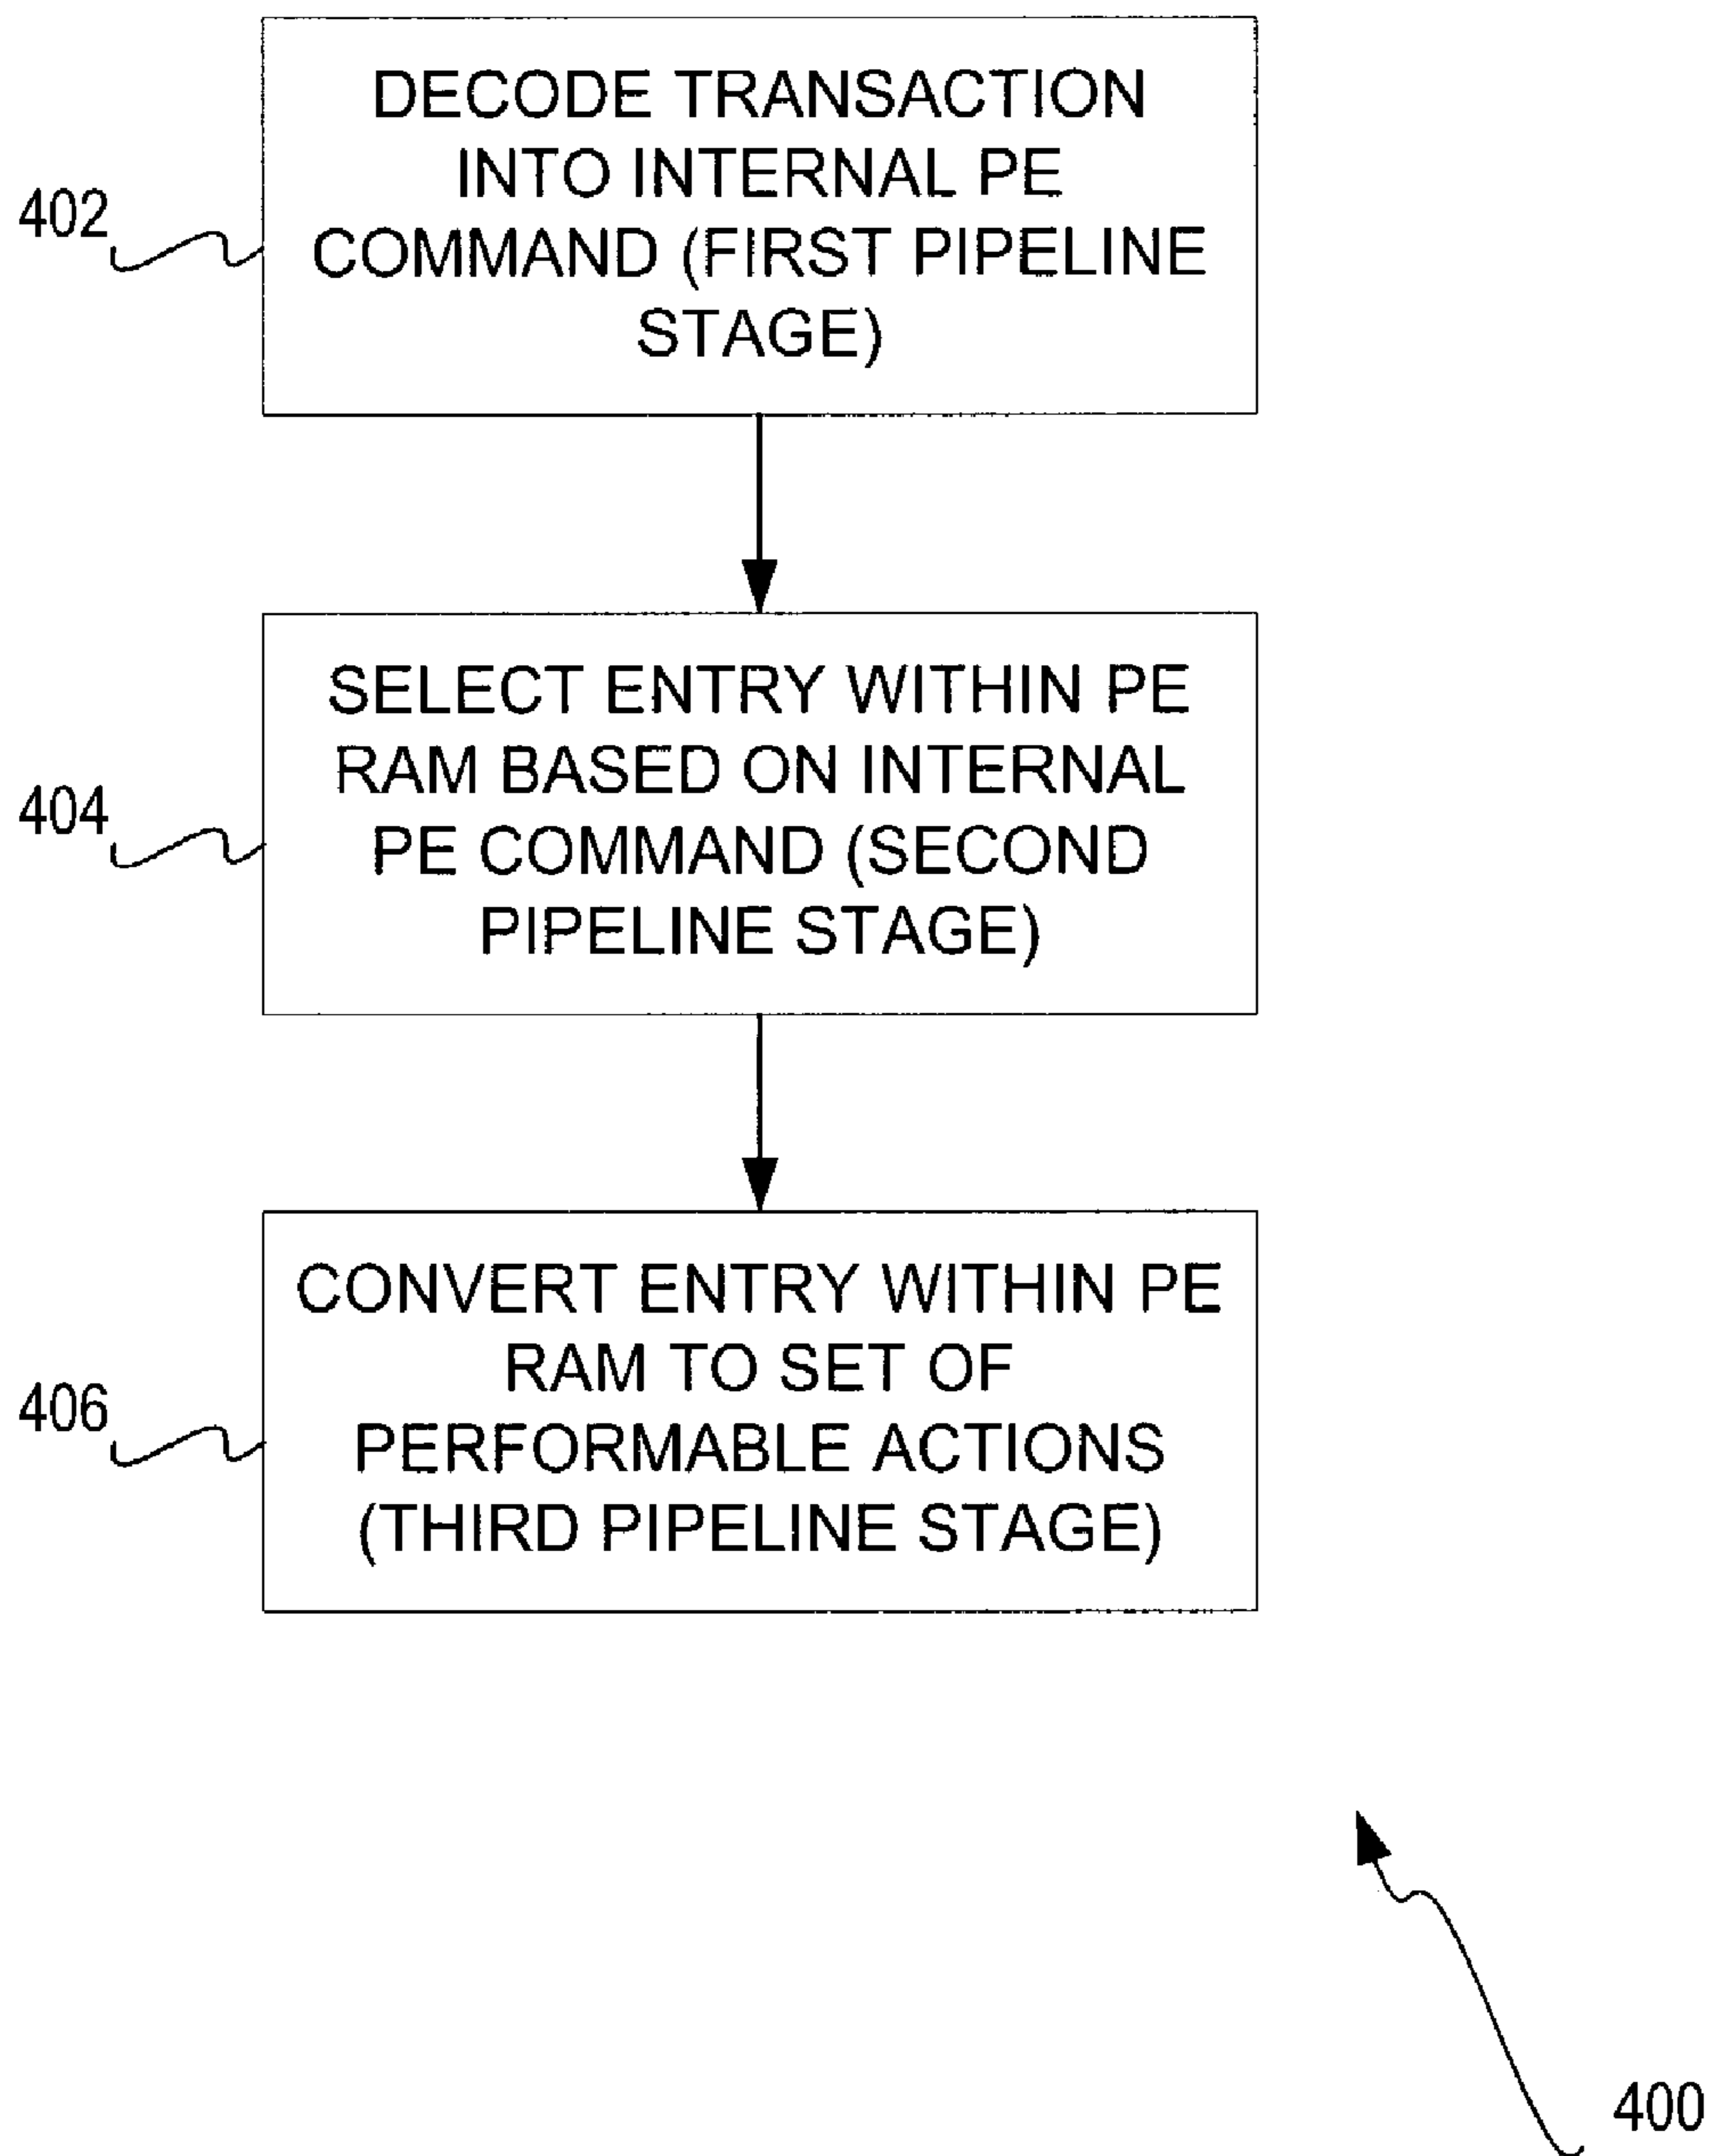 DECODE TRANSACTION
INTO INTERNAL PE
COMMAND (FIRST PIPELINE
STAGE)
402
SELECT ENTRY WITHIN PE
RAM BASED ON INTERNAL
PE COMMAND (SECOND
PIPELINE STAGE)
404
CONVERT ENTRY WITHIN PE
RAM TO SET OF
PERFORMABLE ACTIONS
(THIRD PIPELINE STAGE)
406
400